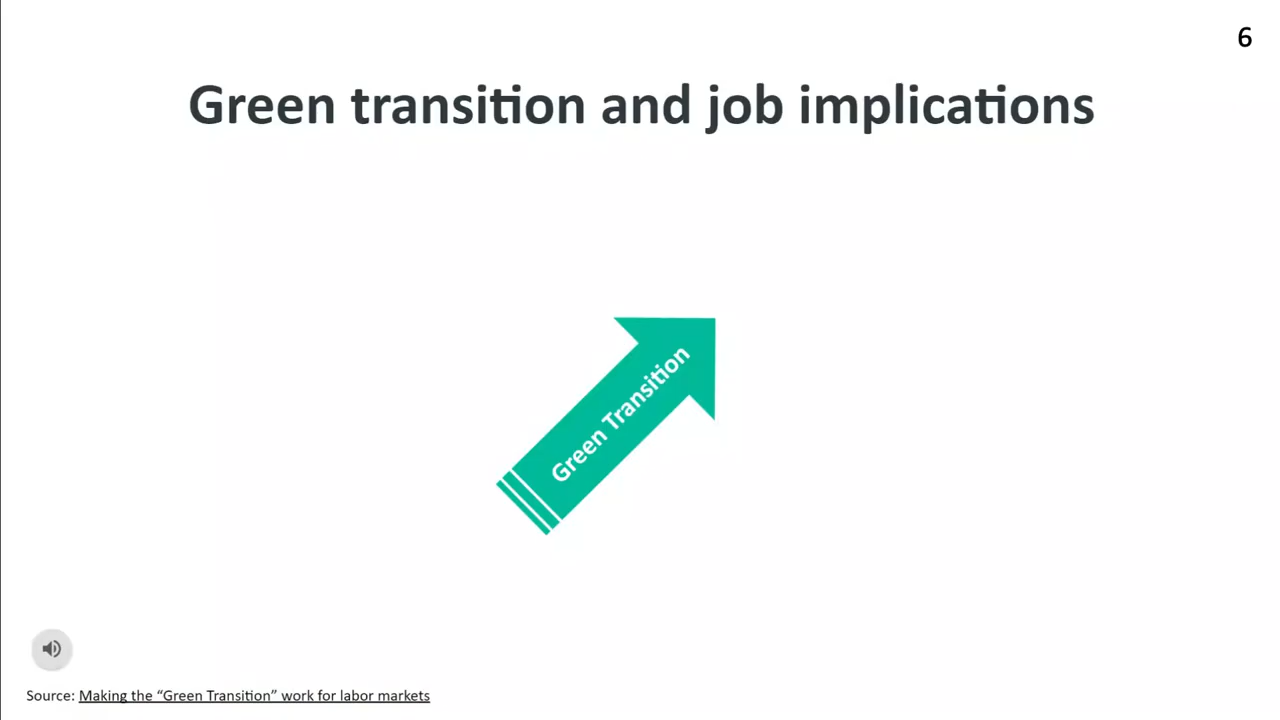 6
Green transition and job implications
Green Transition
Source: Making the “Green Transition” work for labor markets